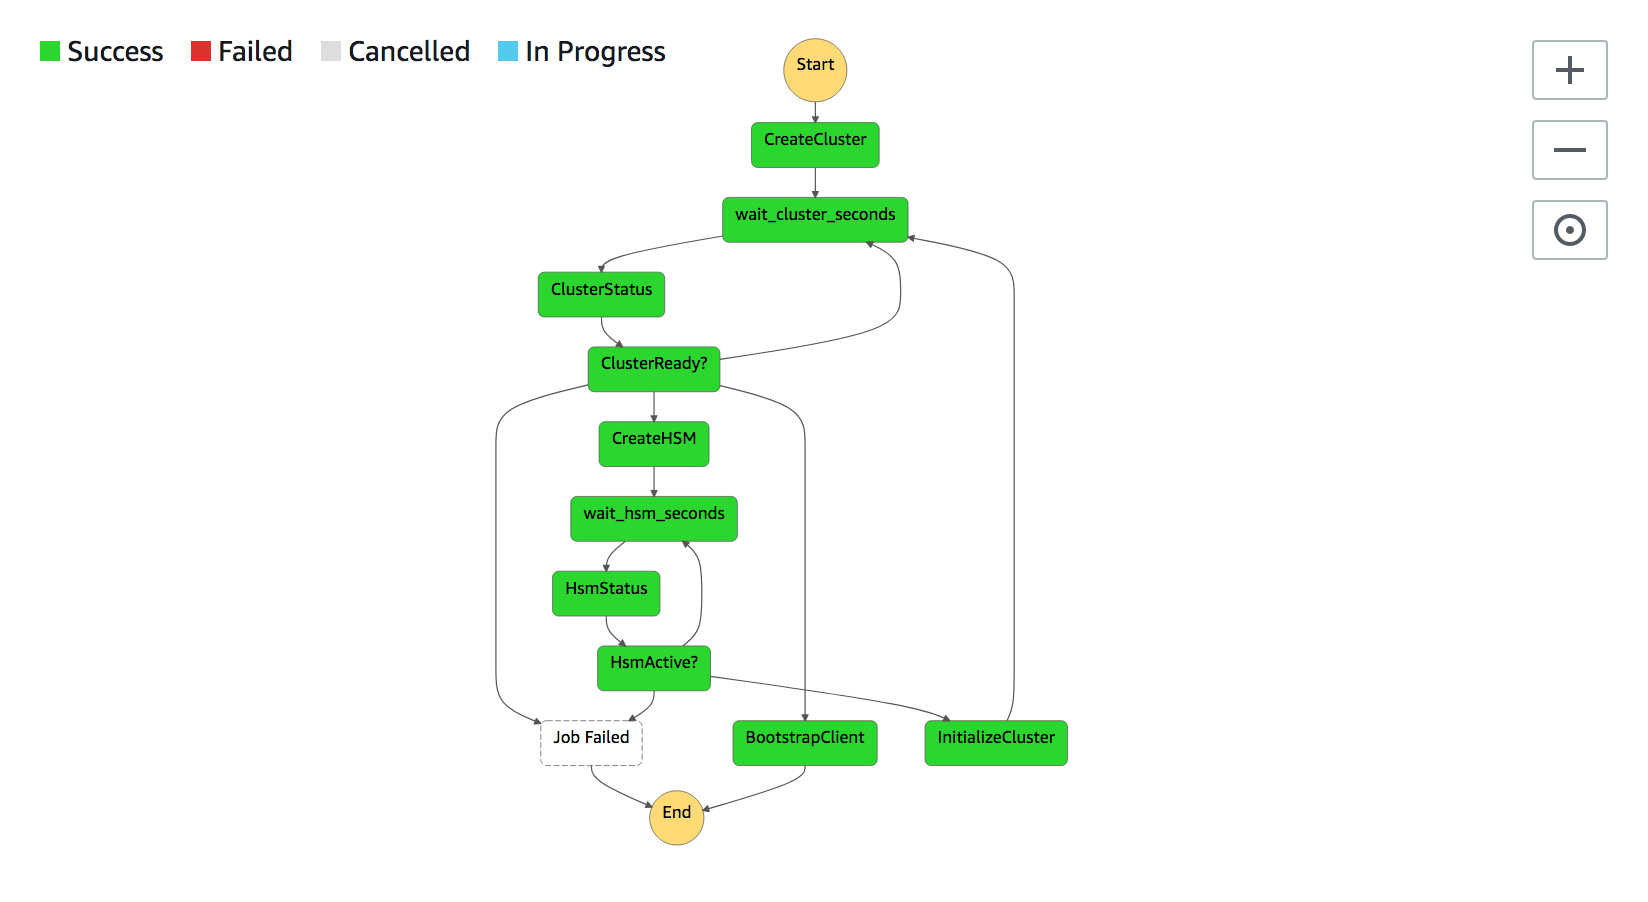 Success Failed Cancelled In Progress
Start
CreateCluster
wait_cluster_seconds
ClusterStatus
ClusterReady?
CreateHSM
wait_hsm_seconds
HsmStatus
HsmActive?
Job Failed
BootstrapClient
InitializeCluster
End